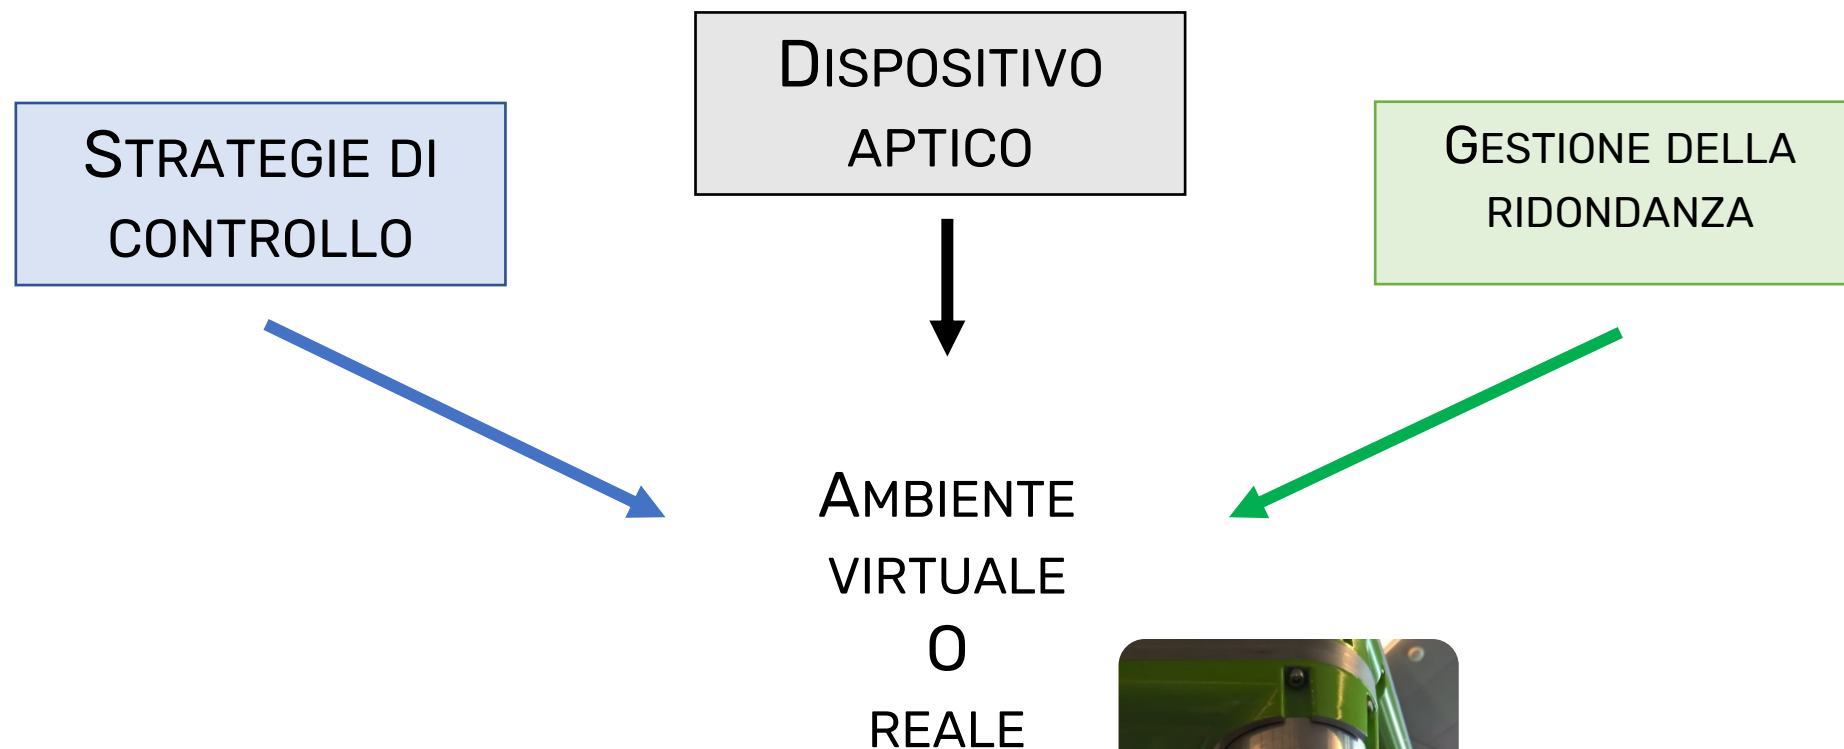 Dispositivo
aptico
Strategie di
controllo
Gestione della
ridondanza
Ambiente
virtuale
O
reale